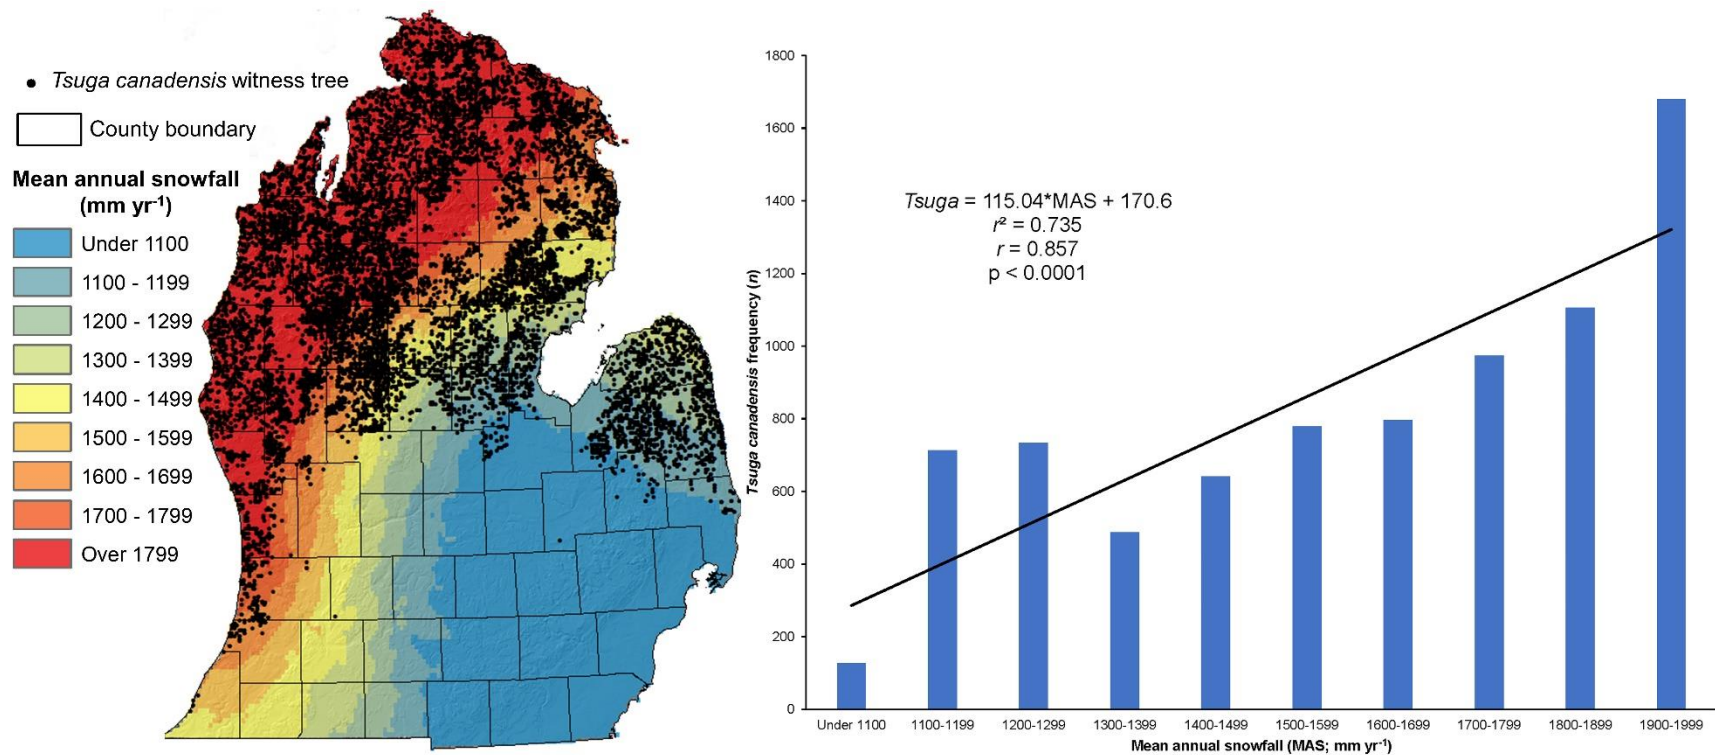 Tsuga canadensis witness tree
County boundary
Mean annual snowfall
(mm yr⁻¹)
Under 1100
1100 - 1199
1200 - 1299
1300 - 1399
1400 - 1499
1500 - 1599
1600 - 1699
1700 - 1799
Over 1799
1800
1600
1400
1200
1000
800
600
400
200
0
Tsuga canadensis frequency (n)
Tsuga = 115.04*MAS + 170.6
r² = 0.735
r = 0.857
p < 0.0001
Under 1100 1100-1199 1200-1299 1300-1399 1400-1499 1500-1599 1600-1699 1700-1799 1800-1899 1900-1999
Mean annual snowfall (MAS; mm yr⁻¹)